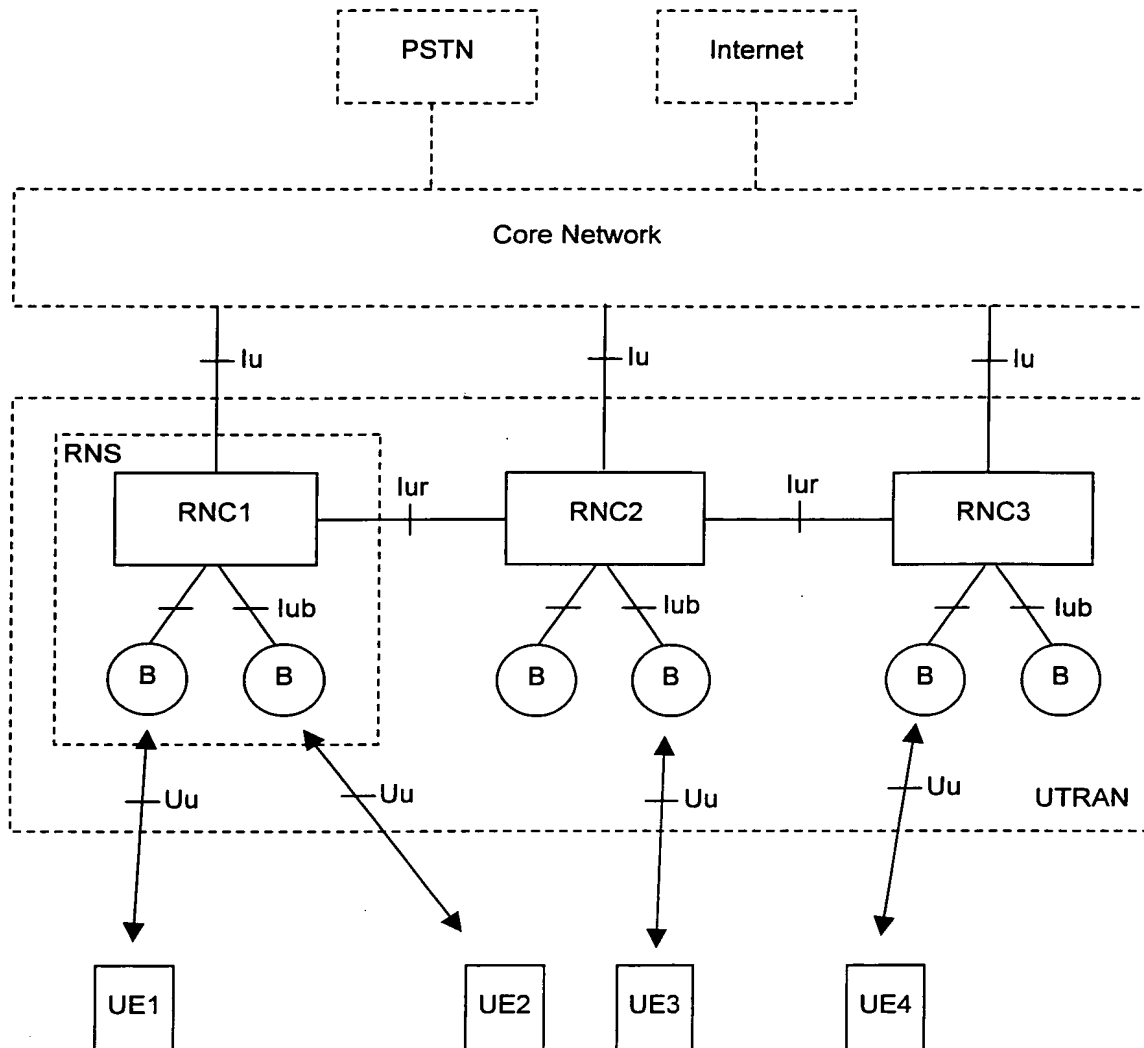 PSTN
Internet
Core Network
Iu
Iu
Iu
RNS
RNC1
Iur
RNC2
Iur
RNC3
Iub
Iub
Iub
B
B
B
B
B
B
Uu
Uu
Uu
Uu
UTRAN
UE1
UE2
UE3
UE4